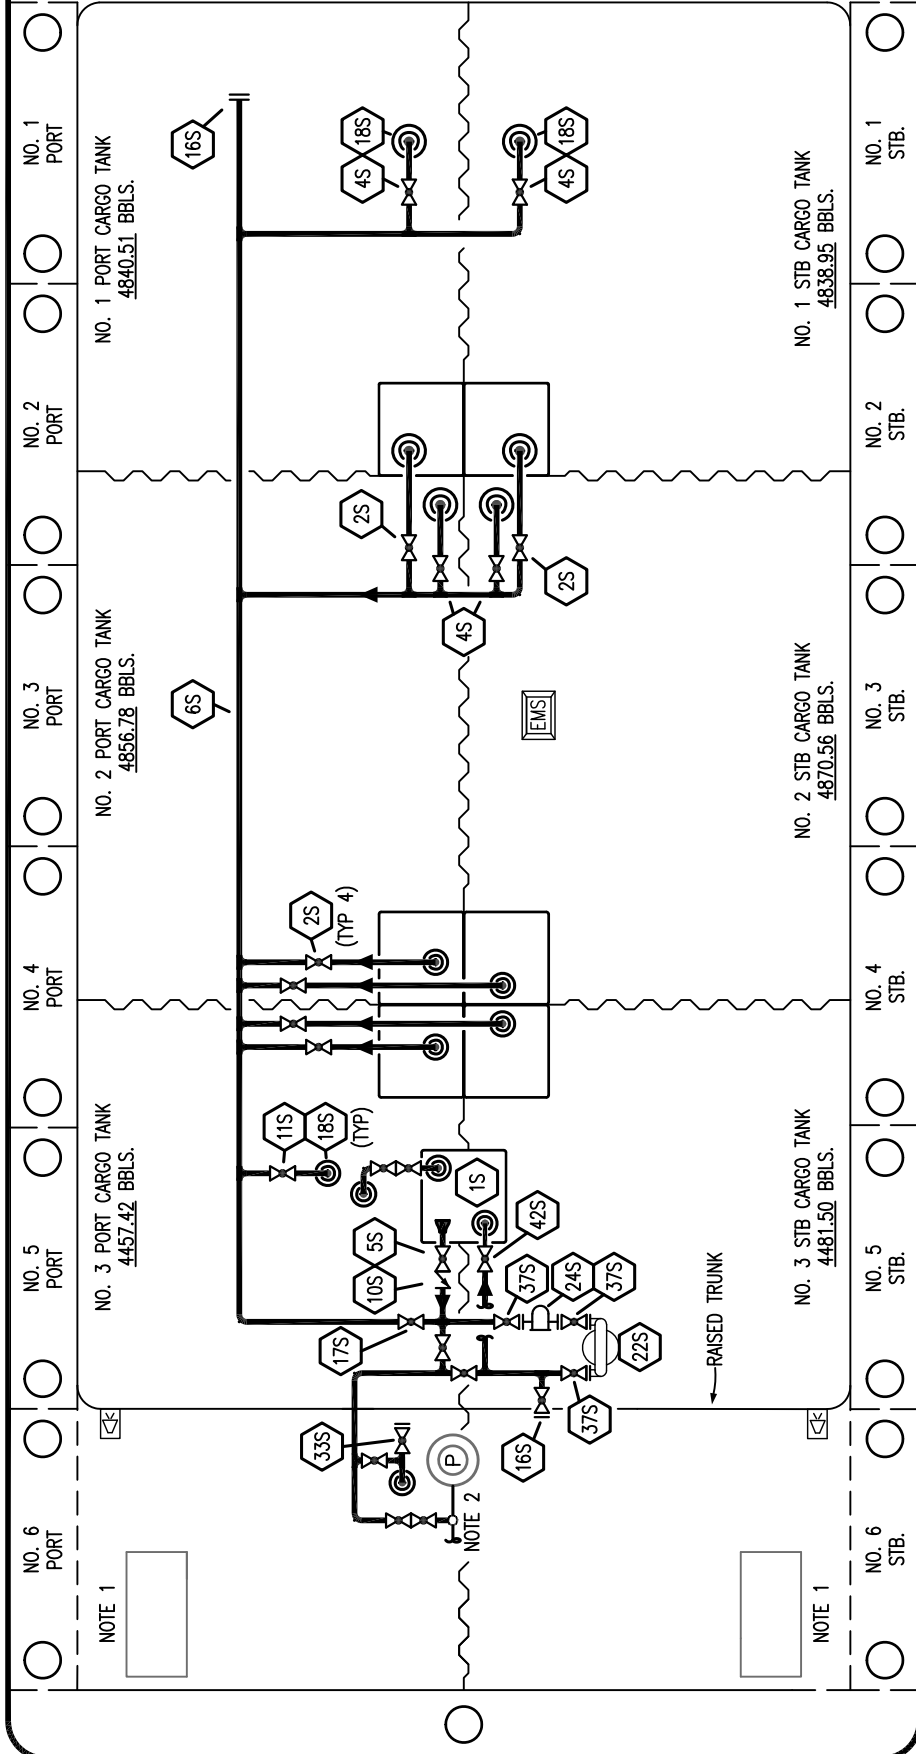 NO. 1
PORT
NO. 2
PORT
NO. 3
PORT
NO. 4
PORT
NO. 5
PORT
NO. 6
PORT
NO. 1 PORT CARGO TANK
4840.51 BBLS.
NO. 2 PORT CARGO TANK
4856.78 BBLS.
NO. 3 PORT CARGO TANK
4457.42 BBLS.
NOTE 1
16S
6S
18S
4S
2S
2S
(TYP 4)
11S
18S
(TYP)
5S
10S
17S
33S
4S
1S
P
NOTE 2
18S
4S
2S
EMS
42S
37S
24S
37S
22S
37S
16S
RAISED TRUNK
NO. 1 STB CARGO TANK
4838.95 BBLS.
NO. 2 STB CARGO TANK
4870.56 BBLS.
NO. 3 STB CARGO TANK
4481.50 BBLS.
NOTE 1
NO. 1
STB.
NO. 2
STB.
NO. 3
STB.
NO. 4
STB.
NO. 5
STB.
NO. 6
STB.